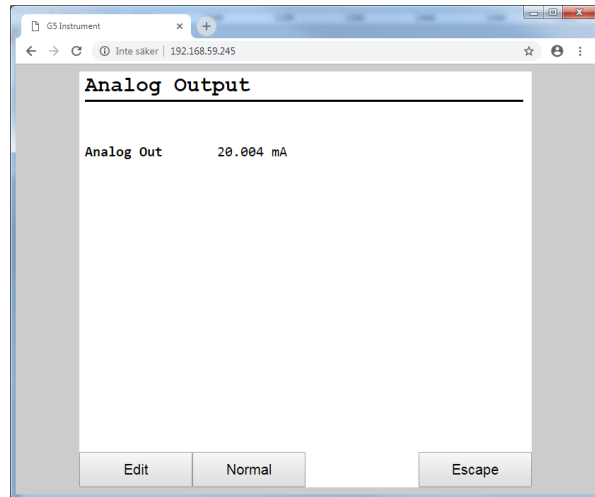 G5 Instrument
Inte säker | 192.168.59.245
Analog Output
Analog Out 20.004 mA
Edit Normal Escape